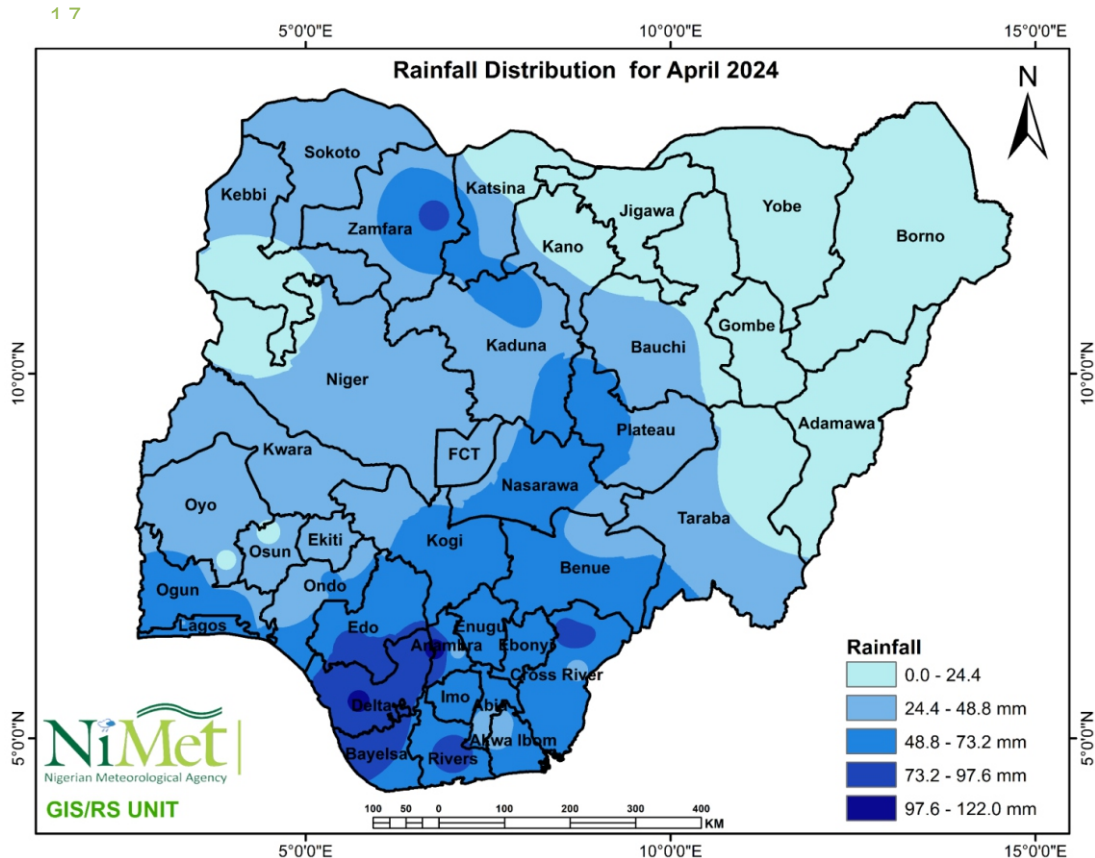 17
5°0'0"E 10°0'0"E 15°0'0"E
Rainfall Distribution for April 2024
N
Sokoto
Kebbi
Katsina
Zamfara
Jigawa
Yobe
Borno
Kano
Gombe
Kaduna
Bauchi
10°0'0"N
10°0'0"N
Niger
Adamawa
Plateau
Kwara
FCT
Nasarawa
Oyo
Taraba
Osun
Ekiti
Kogi
Benue
Ogun
Ondo
Lagos
Edo
Enugu
Anambra
Ebonyi
Cross River
Imo
Abia
Delta
Akwa Ibom
Bayelsa
Rivers
5°0'0"N
5°0'0"N
Rainfall
0.0 - 24.4
24.4 - 48.8 mm
48.8 - 73.2 mm
73.2 - 97.6 mm
97.6 - 122.0 mm
NiMet
Nigerian Meteorological Agency
GIS/RS UNIT
100 50 0 100 200 300 400
KM
5°0'0"E 10°0'0"E 15°0'0"E